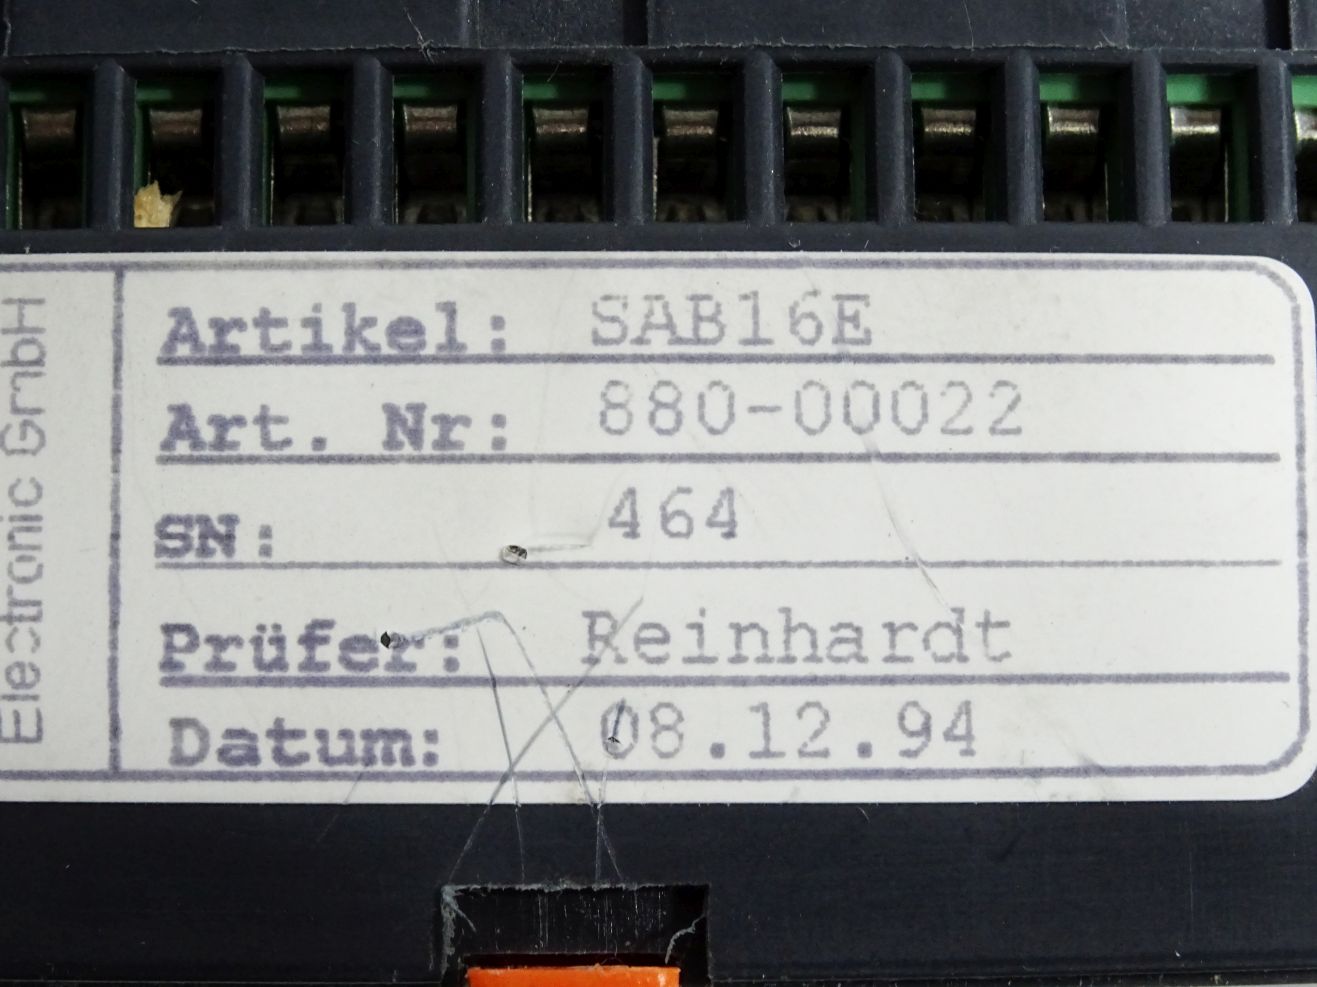 Electronic GmbH
Artikel: SAB16E
Art. Nr: 880-00022
SN: 464
Prüfer: Reinhardt
Datum: 08.12.94